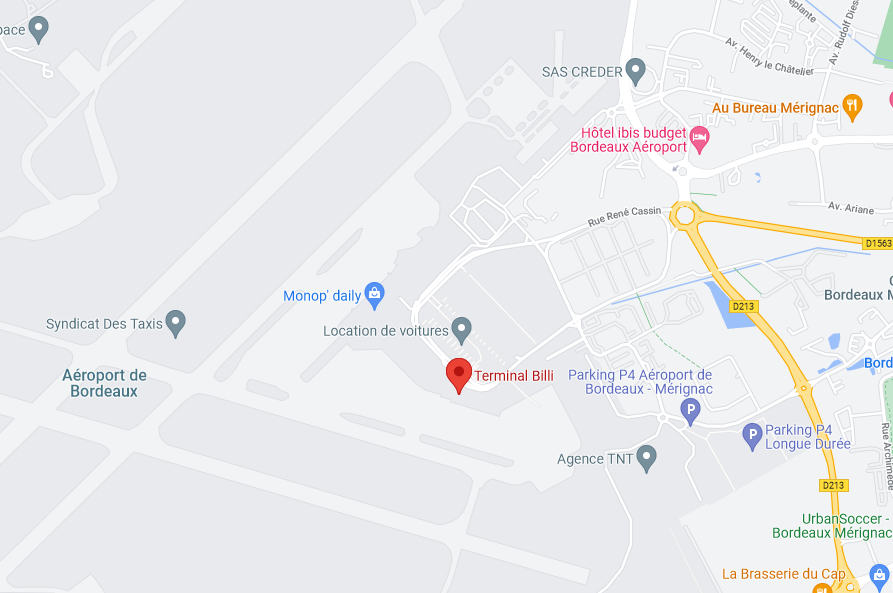 eplante
Av. Rudolf Dies
pace
Av. Henry le Châtelier
SAS CREDER
Au Bureau Mérignac
Hôtel ibis budget
Bordeaux Aéroport
Rue René Cassin
Av. Ariane
D1563
Monop' daily
Bordeaux M
D213
Syndicat Des Taxis
Location de voitures
Bord
Aéroport de
Bordeaux
Terminal Billi
Parking P4 Aéroport de
Bordeaux - Mérignac
P
P
Parking P4
Longue Durée
Rue Archimède
Agence TNT
D213
UrbanSoccer -
Bordeaux Mérignac
La Brasserie du Cap